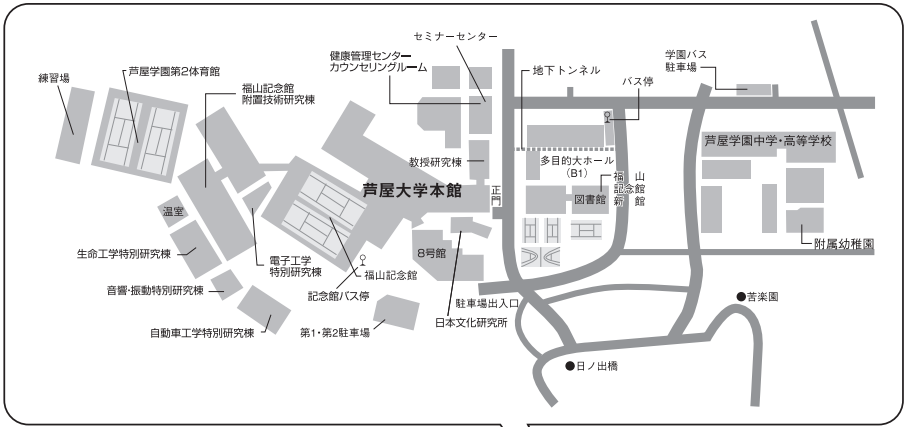 セミナーセンター
健康管理センター
カウンセリングルーム
学園バス
駐車場
地下トンネル
バス停
芦屋学園第2体育館
練習場
福山記念館
附置技術研究棟
芦屋学園中学・高等学校
多目的大ホール
(B1)
教授研究棟
芦屋大学本館
正門
福山
記念館
新館
図書館
温室
生命工学特別研究棟
電子工学
特別研究棟
福山記念館
8号館
附属幼稚園
音響・振動特別研究棟
記念館バス停
駐車場出入口
日本文化研究所
自動車工学特別研究棟
第1・第2駐車場
●苦楽園
●日ノ出橋